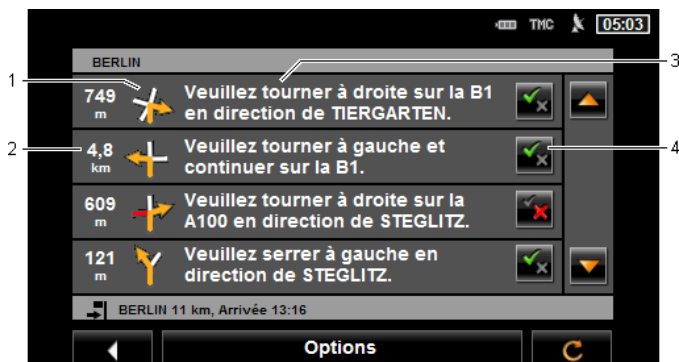 TMC 05:03
BERLIN
3
1
749 m
Veuillez tourner à droite sur la B1
en direction de TIERGARTEN.
2
4,8 km
Veuillez tourner à gauche et
continuer sur la B1.
4
609 m
Veuillez tourner à droite sur la
A100 en direction de STEGLITZ.
121 m
Veuillez serrer à gauche en
direction de STEGLITZ.
BERLIN 11 km, Arrivée 13:16
Options